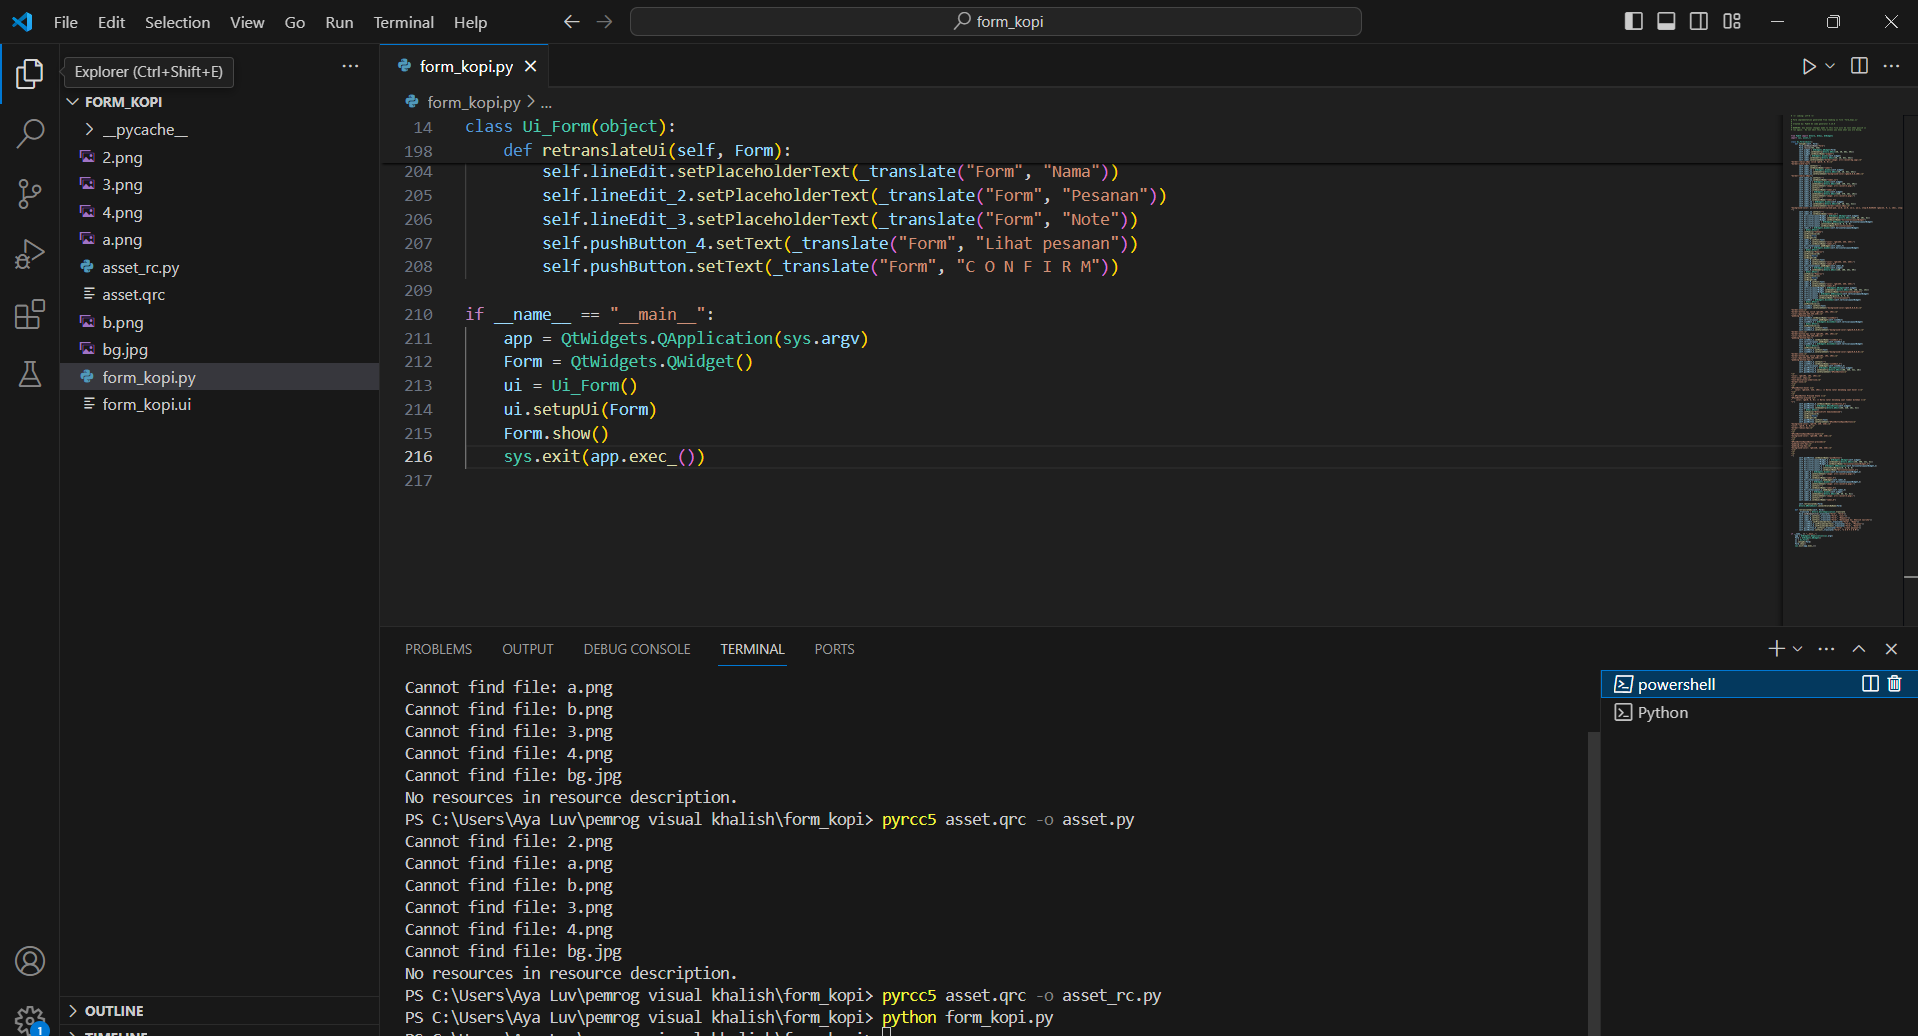 File Edit Selection View Go Run Terminal Help
form_kopi
Explorer (Ctrl+Shift+E)
FORM_KOPI
__pycache__
2.png
3.png
4.png
a.png
asset_rc.py
asset.qrc
b.png
bg.jpg
form_kopi.py
form_kopi.ui
OUTLINE
TIMELINE
1
form_kopi.py
form_kopi.py > ...
14 class Ui_Form(object):
198 def retranslateUi(self, Form):
204 self.lineEdit.setPlaceholderText(_translate("Form", "Nama"))
205 self.lineEdit_2.setPlaceholderText(_translate("Form", "Pesanan"))
206 self.lineEdit_3.setPlaceholderText(_translate("Form", "Note"))
207 self.pushButton_4.setText(_translate("Form", "Lihat pesanan"))
208 self.pushButton.setText(_translate("Form", "C O N F I R M"))
209
210 if __name__ == "__main__":
211 app = QtWidgets.QApplication(sys.argv)
212 Form = QtWidgets.QWidget()
213 ui = Ui_Form()
214 ui.setupUi(Form)
215 Form.show()
216 sys.exit(app.exec_())
217
PROBLEMS OUTPUT DEBUG CONSOLE TERMINAL PORTS
Cannot find file: a.png
Cannot find file: b.png
Cannot find file: 3.png
Cannot find file: 4.png
Cannot find file: bg.jpg
No resources in resource description.
PS C:\Users\Aya Luv\pemrog visual khalish\form_kopi> pyrcc5 asset.qrc -o asset.py
Cannot find file: 2.png
Cannot find file: a.png
Cannot find file: b.png
Cannot find file: 3.png
Cannot find file: 4.png
Cannot find file: bg.jpg
No resources in resource description.
PS C:\Users\Aya Luv\pemrog visual khalish\form_kopi> pyrcc5 asset.qrc -o asset_rc.py
PS C:\Users\Aya Luv\pemrog visual khalish\form_kopi> python form_kopi.py
powershell
Python